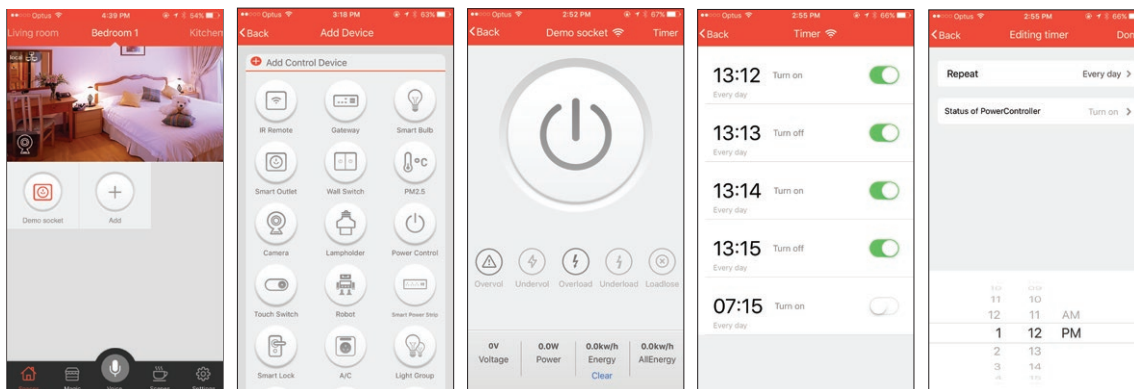 Optus 4:39 PM 54%
Living room Bedroom 1 Kitchen
Demo socket Add
Optus 3:18 PM 63%
Back Add Device
Add Control Device
IR Remote Gateway Smart Bulb
Smart Outlet Wall Switch PM2.5
°C
Camera Lampholder Power Control
Touch Switch Robot Smart Power Strip
Smart Lock A/C Light Group
Optus 2:52 PM 67%
Back Demo socket Timer
Overvol Undervol Overload Underload Loadlose
0V 0.0W 0.0kw/h 0.0kw/h
Voltage Power Energy AllEnergy
Clear
Optus 2:55 PM 66%
Back Timer
13:12 Turn on
Every day
13:13 Turn off
Every day
13:14 Turn on
Every day
13:15 Turn off
Every day
07:15 Turn on
Every day
Optus 2:55 PM 66%
Back Editing timer Don
Repeat Every day
Status of PowerController Turn on
11 10
12 11 AM
1 12 PM
2 13
3 14